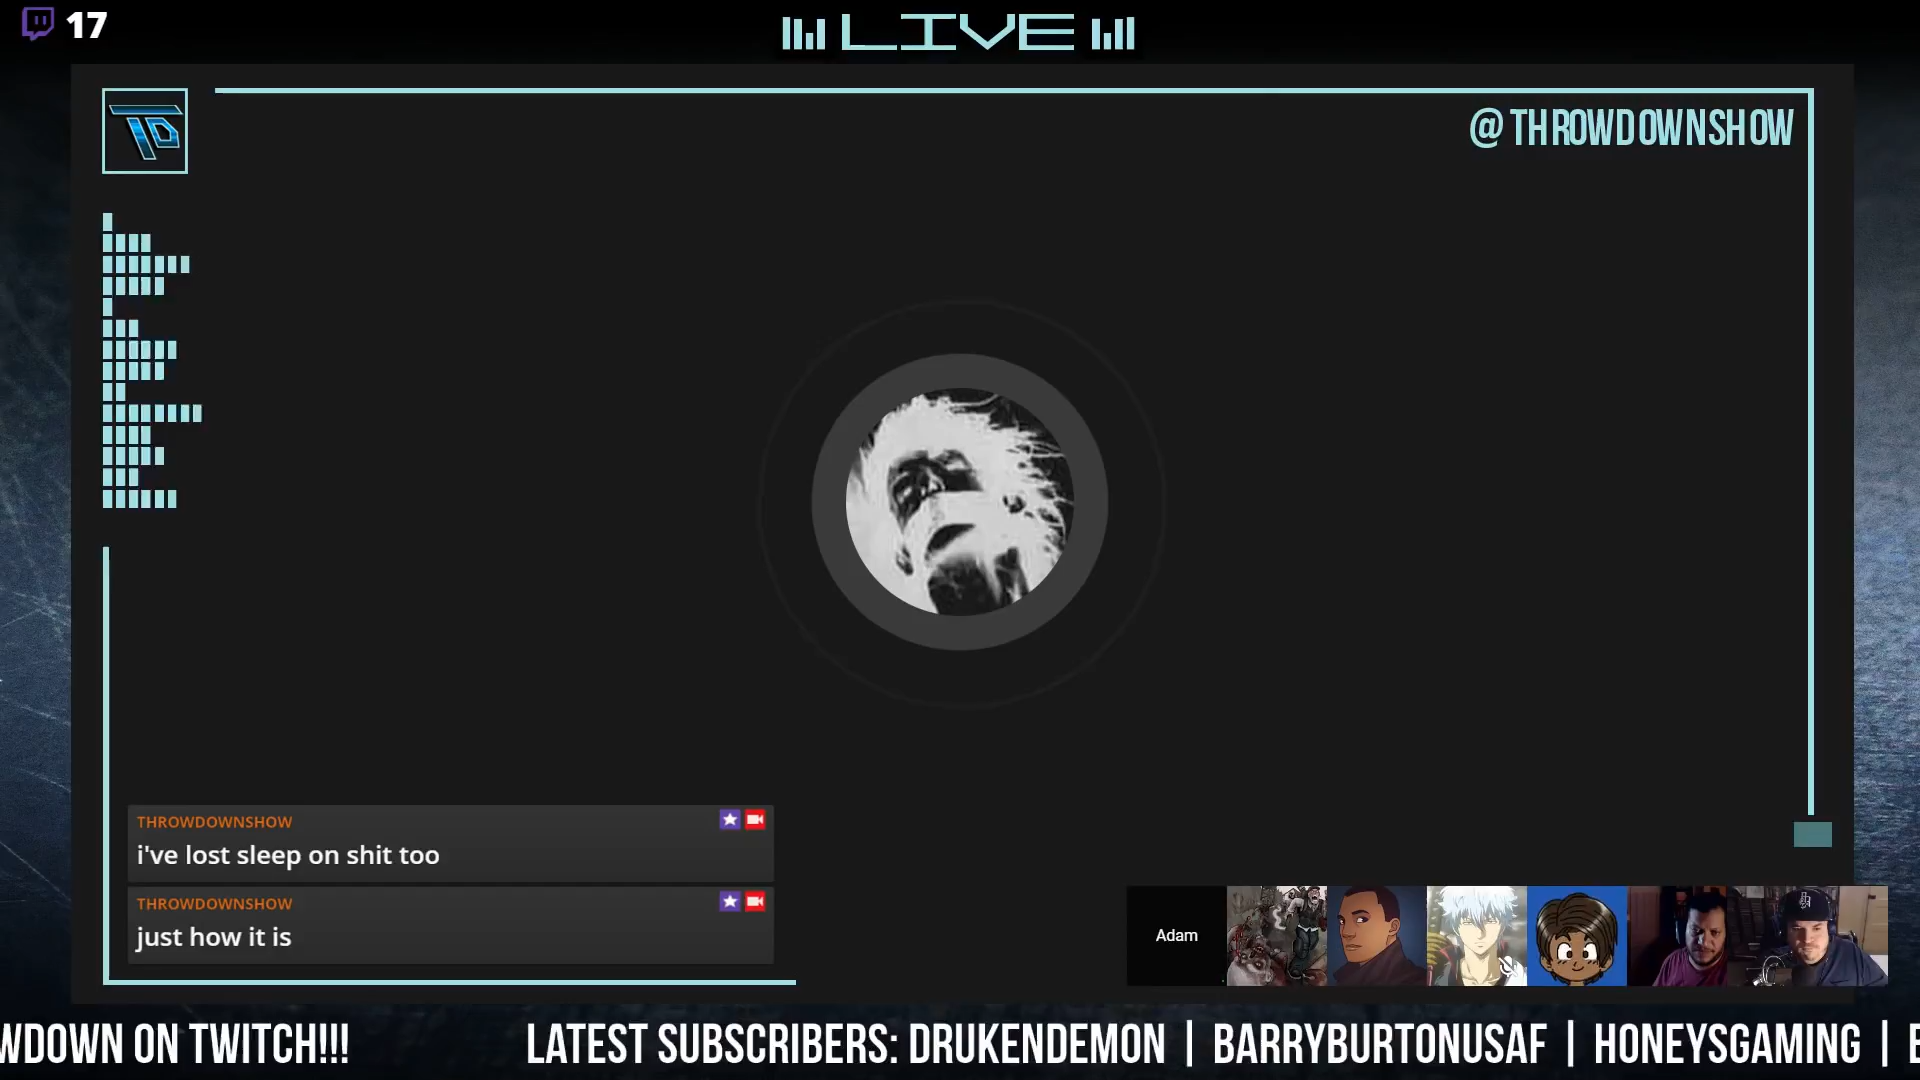 17
LIVE
TD
@THROWDOWNSHOW
THROWDOWNSHOW
i've lost sleep on shit too
THROWDOWNSHOW
just how it is
Adam
WDOWN ON TWITCH!!! LATEST SUBSCRIBERS: DRUKENDEMON | BARRYBURTONUSAF | HONEYSGAMING |